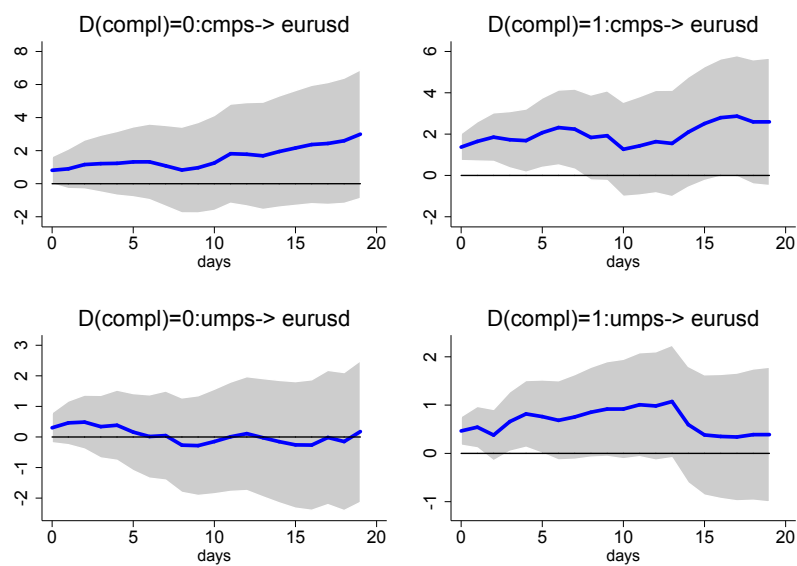 D(compl)=0:cmps-> eurusd
8
6
4
2
0
-2
0 5 10 15 20
days
D(compl)=1:cmps-> eurusd
6
4
2
0
-2
0 5 10 15 20
days
D(compl)=0:umps-> eurusd
3
2
1
0
-1
-2
0 5 10 15 20
days
D(compl)=1:umps-> eurusd
2
1
0
-1
0 5 10 15 20
days